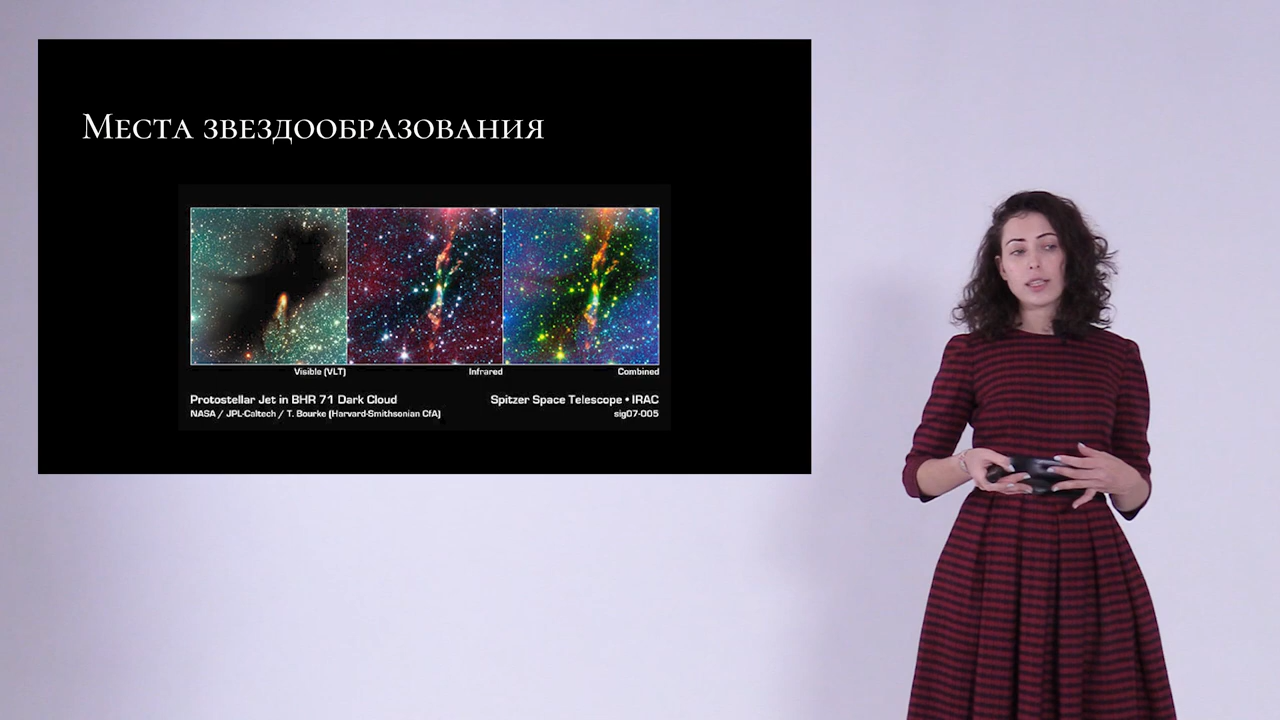 Места звездообразования
Visible (VLT)
Infrared
Combined
Protostellar Jet in BHR 71 Dark Cloud
Spitzer Space Telescope • IRAC
NASA / JPL-Caltech / T. Bourke (Harvard-Smithsonian CfA)
sig07-005